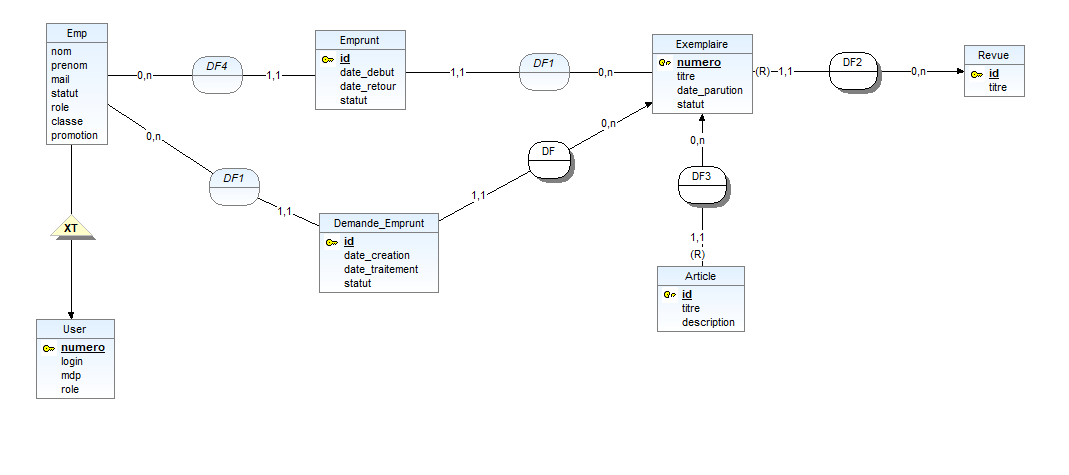 Emp
nom
prenom
mail
statut
role
classe
promotion
0,n
DF4
1,1
Emprunt
id
date_debut
date_retour
statut
1,1
DF1
0,n
Exemplaire
numero
titre
date_parution
statut
(R) 1,1
DF2
0,n
Revue
id
titre
0,n
DF1
1,1
Demande_Emprunt
id
date_creation
date_traitement
statut
1,1
DF
0,n
0,n
DF3
1,1
(R)
Article
id
titre
description
XT
User
numero
login
mdp
role